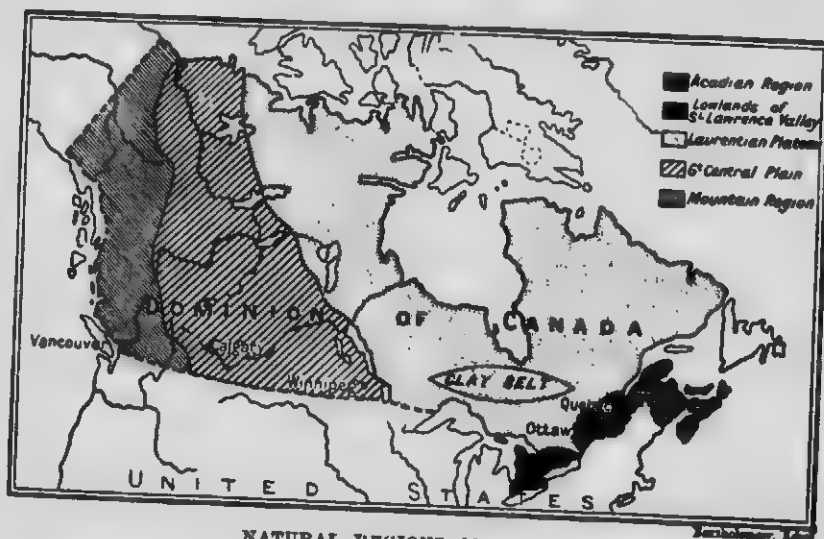 Acadian Region
Lowlands of
St. Lawrence Valley
Laurentian Plateau
Gt Central Plain
Mountain Region
DOMINION OF CANADA
Vancouver
Calgary
Winnipeg
CLAY BELT
Quebec
Ottaw
UNITED STATES
NATURAL REGIONS